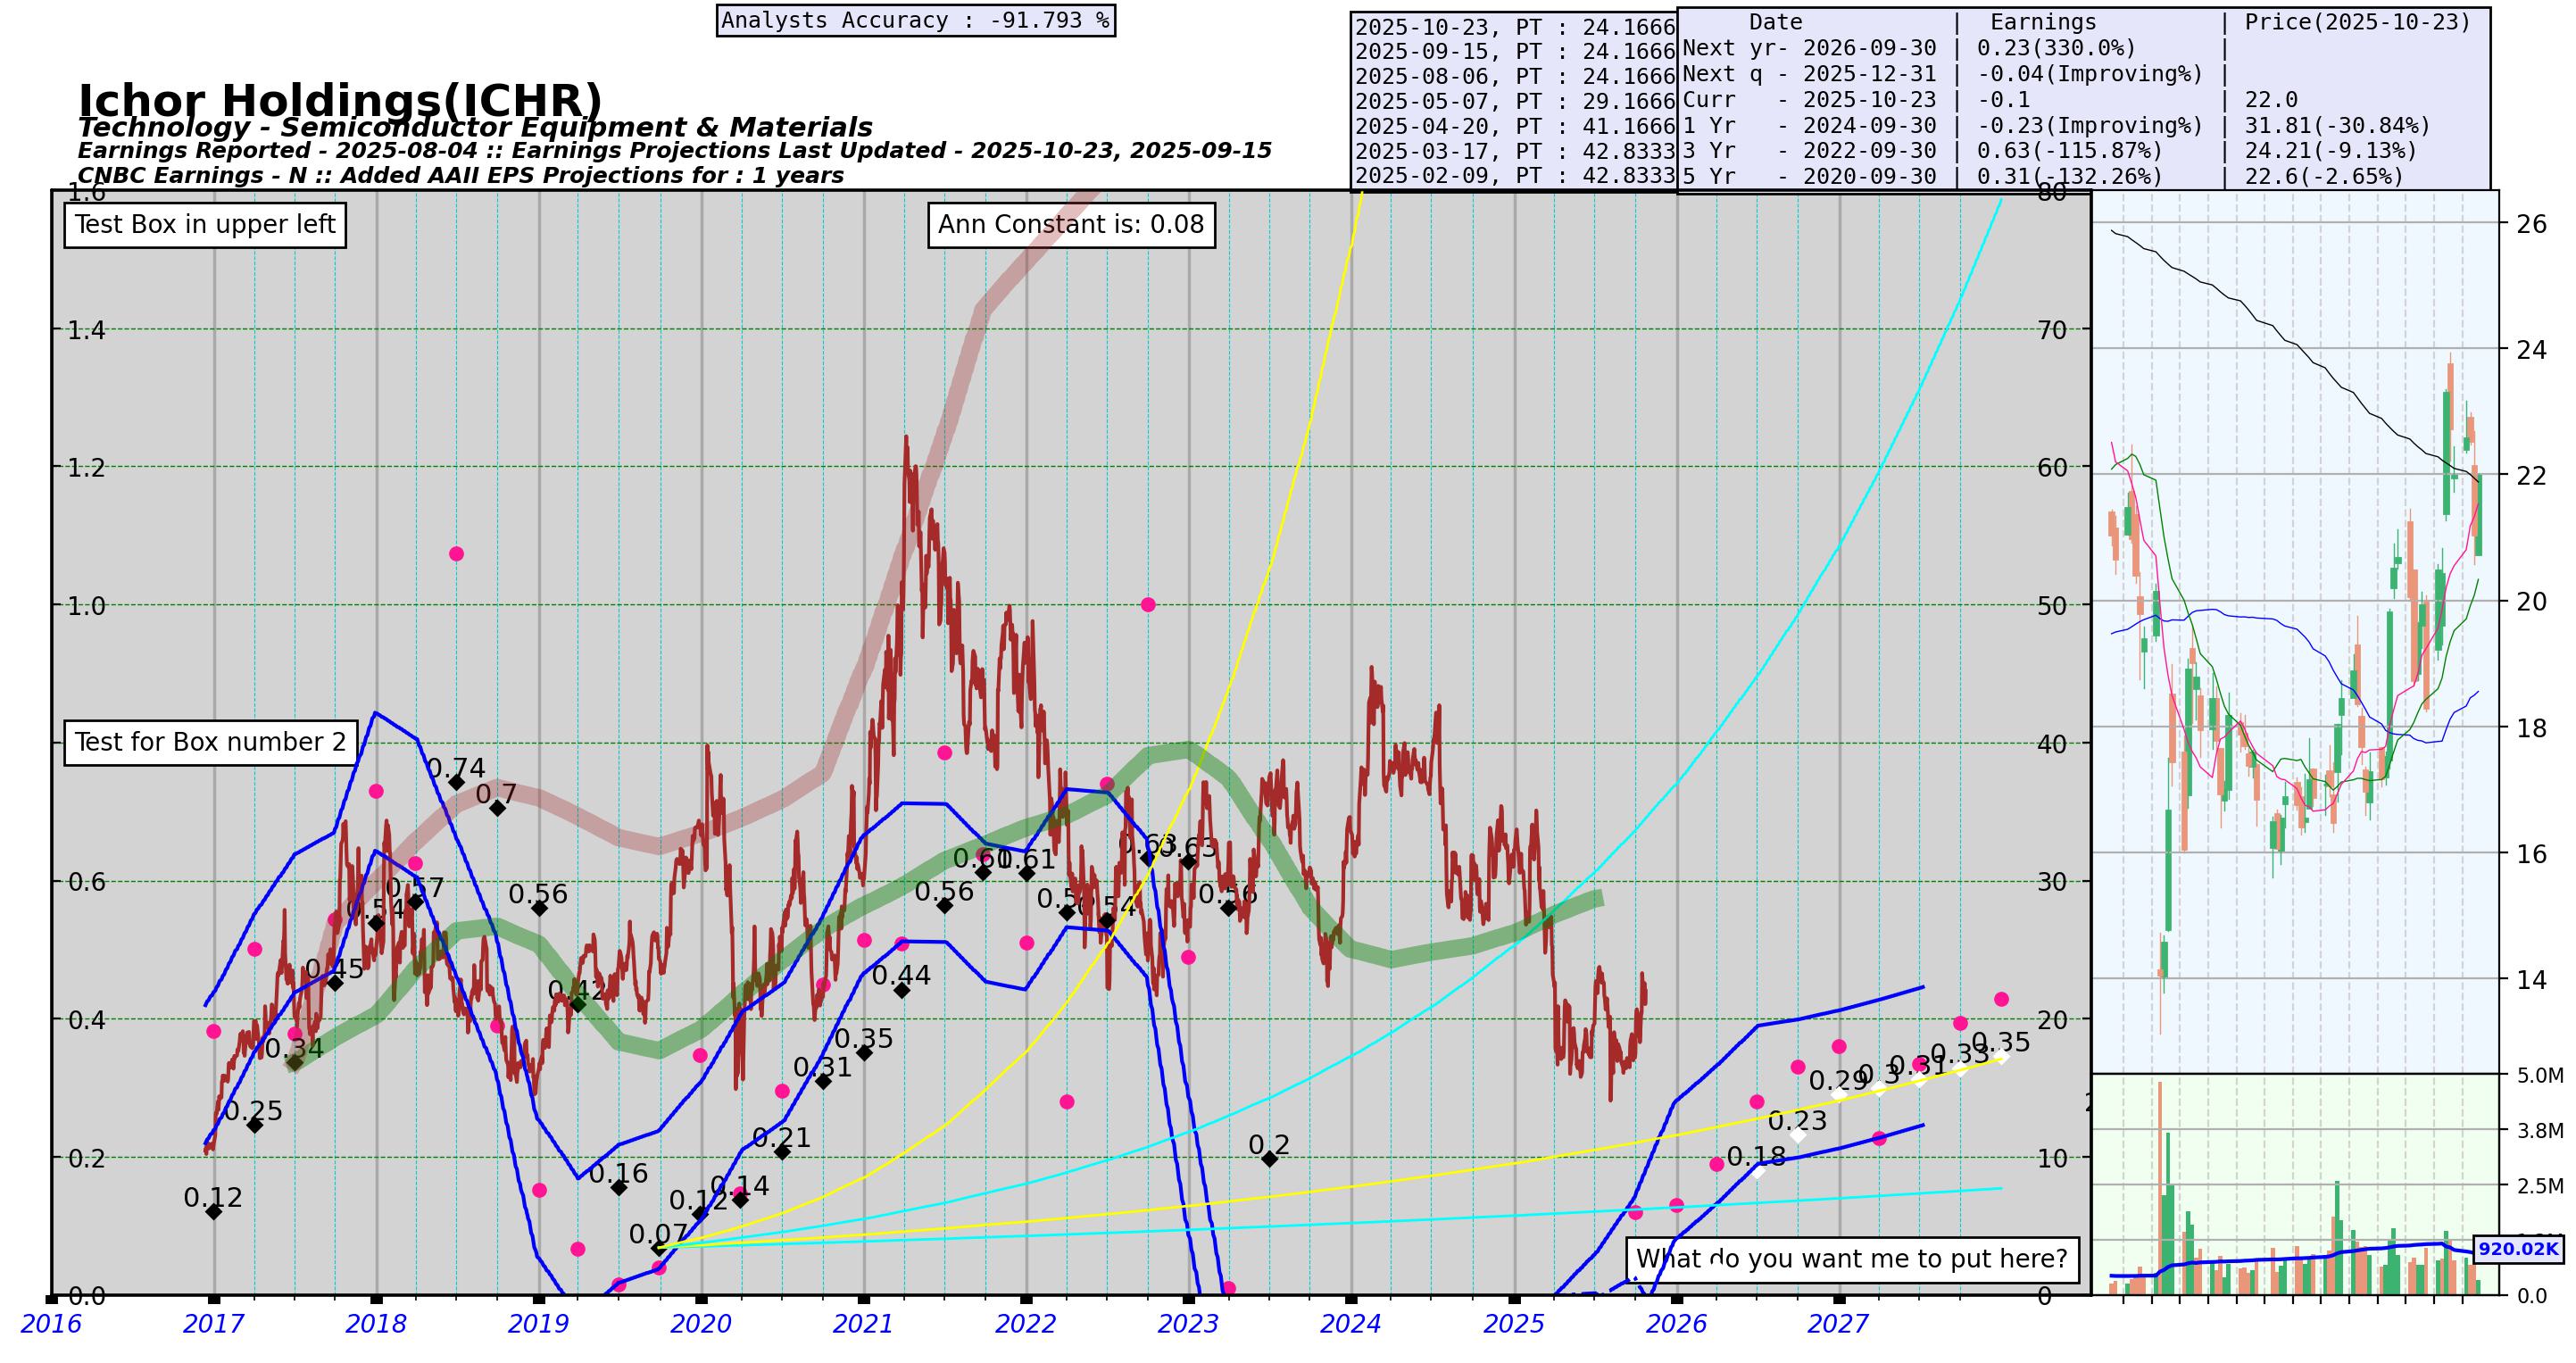 Analysts Accuracy : -91.793 %
2025-10-23, PT : 24.1666
2025-09-15, PT : 24.1666
2025-08-06, PT : 24.1666
2025-05-07, PT : 29.1666
2025-04-20, PT : 41.1666
2025-03-17, PT : 42.8333
2025-02-09, PT : 42.8333
Date | Earnings | Price(2025-10-23)
Next yr- 2026-09-30 | 0.23(330.0%) |
Next q - 2025-12-31 | -0.04(Improving%) |
Curr - 2025-10-23 | -0.1 | 22.0
1 Yr - 2024-09-30 | -0.23(Improving%) | 31.81(-30.84%)
3 Yr - 2022-09-30 | 0.63(-115.87%) | 24.21(-9.13%)
5 Yr - 2020-09-30 | 0.31(-132.26%) | 22.6(-2.65%)
Ichor Holdings(ICHR)
Technology - Semiconductor Equipment & Materials
Earnings Reported - 2025-08-04 :: Earnings Projections Last Updated - 2025-10-23, 2025-09-15
CNBC Earnings - N :: Added AAII EPS Projections for : 1 years
Test Box in upper left
Ann Constant is: 0.08
Test for Box number 2
What do you want me to put here?
1.6
1.4
1.2
1.0
0.6
0.4
0.2
0.0
80
70
60
50
40
30
20
10
0
26
24
22
20
18
16
14
5.0M
3.8M
2.5M
0.0
920.02K
0.12
0.25
0.34
0.45
0.54
0.57
0.74
0.7
0.56
0.42
0.16
0.07
0.12
0.14
0.21
0.31
0.35
0.44
0.56
0.61
0.61
0.54
0.63
0.63
0.56
0.2
0.18
0.23
0.29
0.3
0.31
0.33
0.35
2016 2017 2018 2019 2020 2021 2022 2023 2024 2025 2026 2027